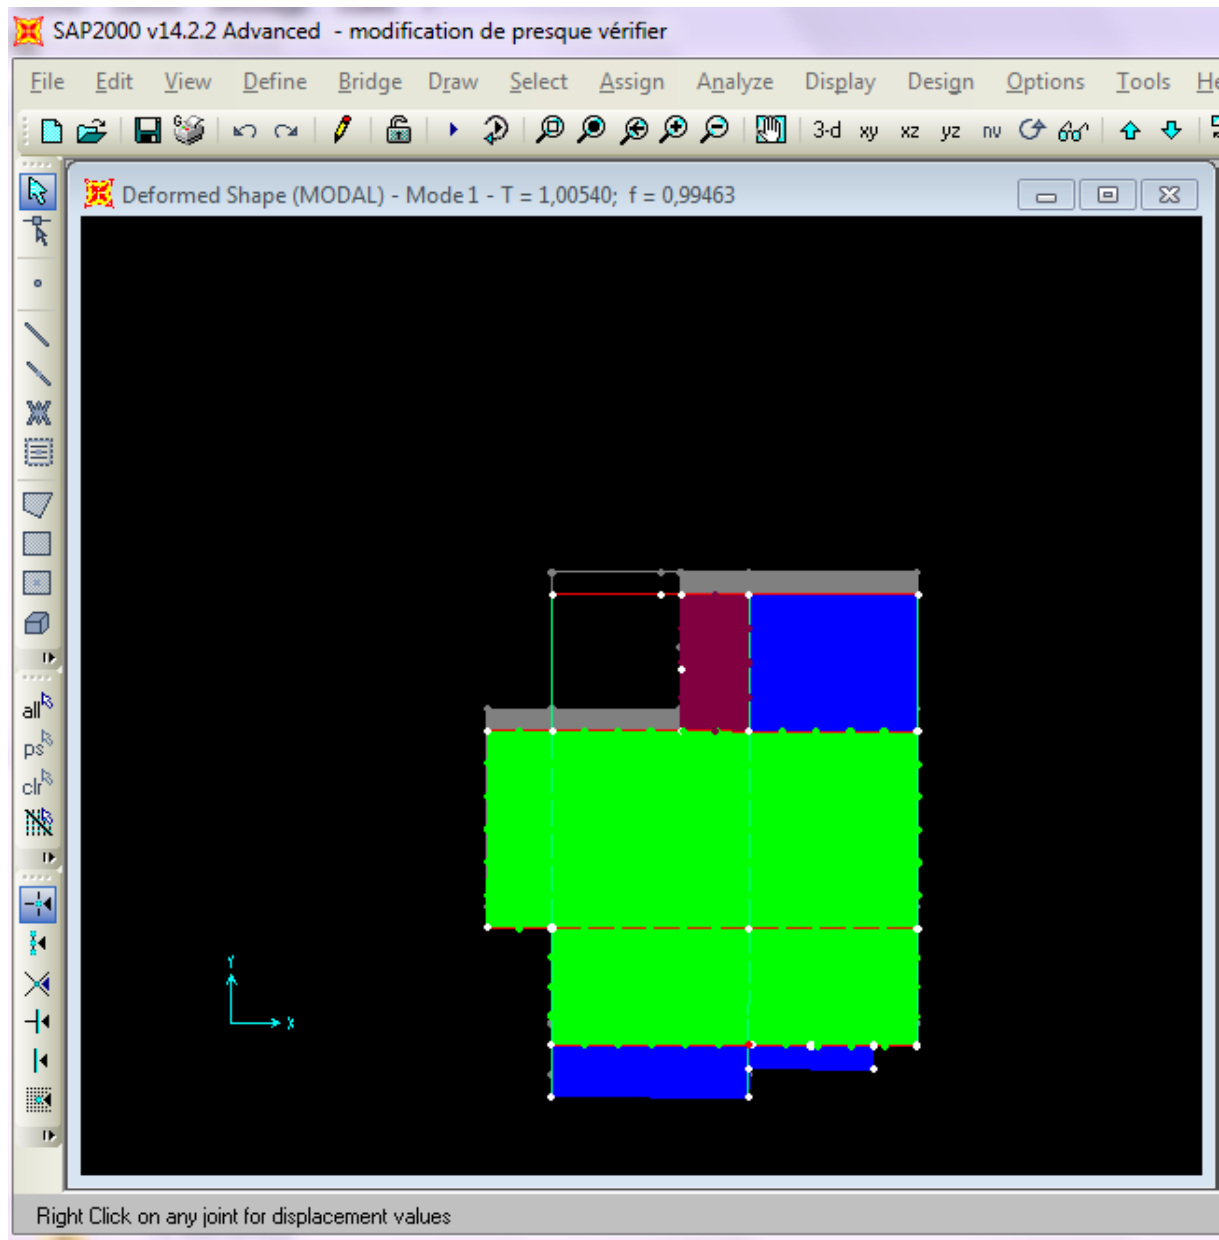 SAP2000 v14.2.2 Advanced - modification de presque vérifier
File Edit View Define Bridge Draw Select Assign Analyze Display Design Options Tools
3-d xy xz yz nv
Deformed Shape (MODAL) - Mode 1 - T = 1,00540; f = 0,99463
all
ps
clr
Y
X
Right Click on any joint for displacement values